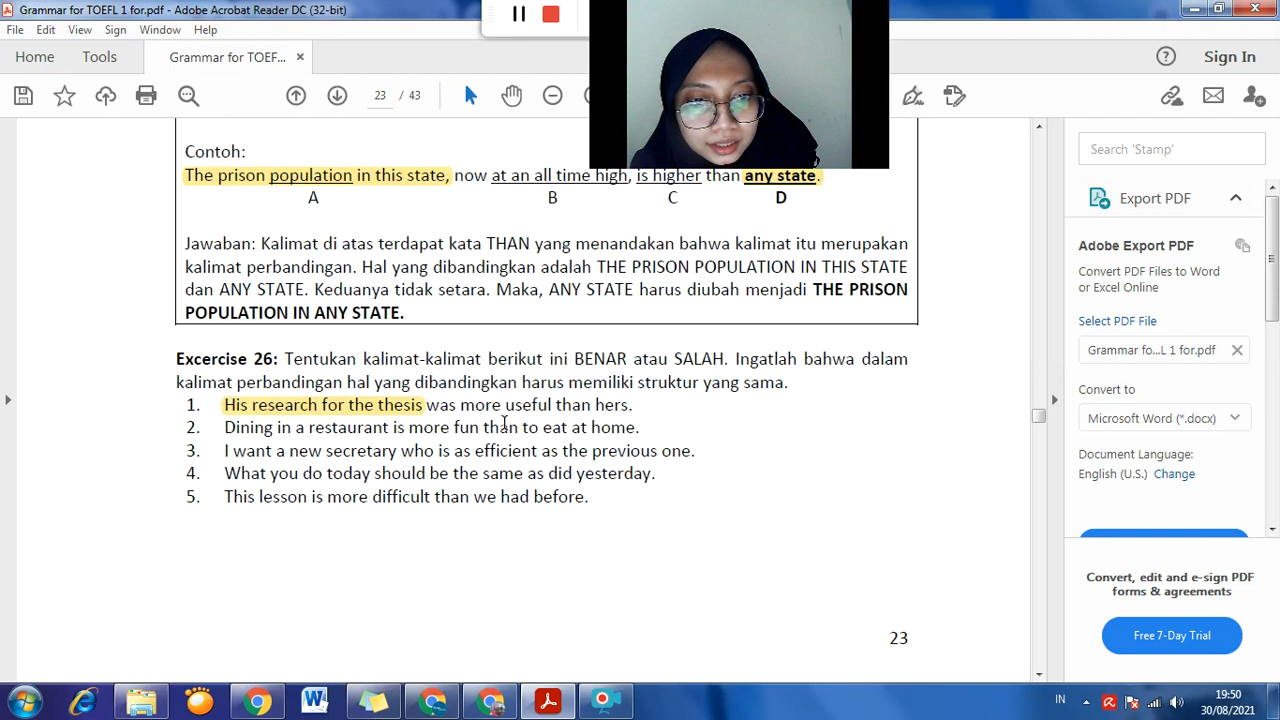 Grammar for TOEFL 1 for.pdf - Adobe Acrobat Reader DC (32-bit)
File Edit View Sign Window Help
Home Tools Grammar for TOEF... × Sign In
23 / 43
Search 'Stamp'
Contoh:
The prison population in this state, now at an all time high, is higher than any state.
A B C D
Jawaban: Kalimat di atas terdapat kata THAN yang menandakan bahwa kalimat itu merupakan
kalimat perbandingan. Hal yang dibandingkan adalah THE PRISON POPULATION IN THIS STATE
dan ANY STATE. Keduanya tidak setara. Maka, ANY STATE harus diubah menjadi THE PRISON
POPULATION IN ANY STATE.
Excercise 26: Tentukan kalimat-kalimat berikut ini BENAR atau SALAH. Ingatlah bahwa dalam
kalimat perbandingan hal yang dibandingkan harus memiliki struktur yang sama.
1. His research for the thesis was more useful than hers.
2. Dining in a restaurant is more fun than to eat at home.
3. I want a new secretary who is as efficient as the previous one.
4. What you do today should be the same as did yesterday.
5. This lesson is more difficult than we had before.
23
Export PDF
Adobe Export PDF
Convert PDF Files to Word
or Excel Online
Select PDF File
Grammar fo...L 1 for.pdf ×
Convert to
Microsoft Word (*.docx)
Document Language:
English (U.S.) Change
Convert, edit and e-sign PDF
forms & agreements
Free 7-Day Trial
IN
19:50
30/08/2021